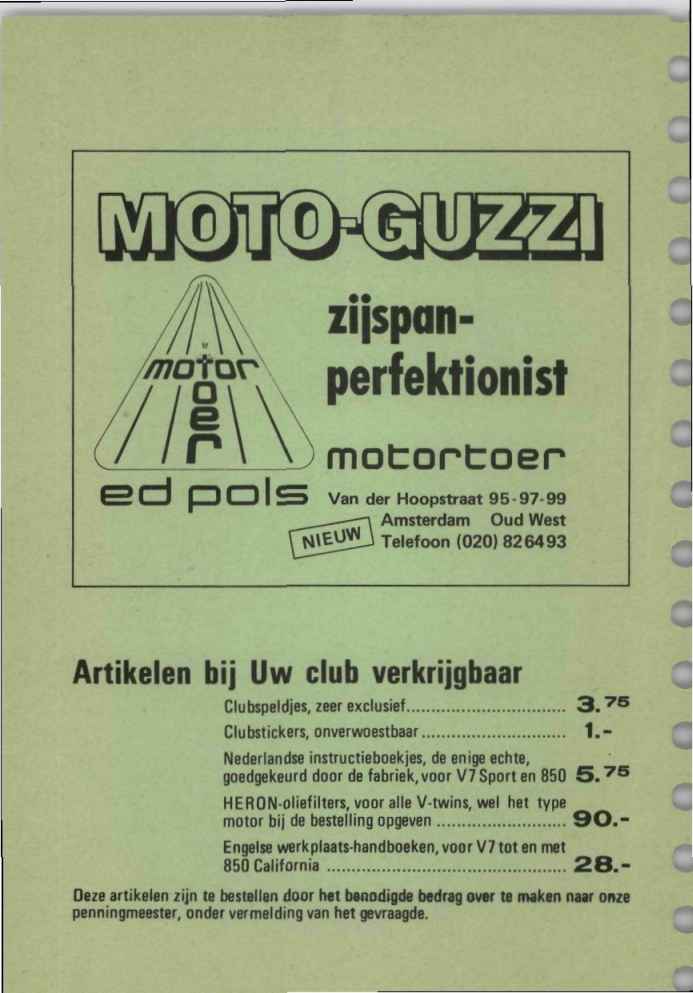 MOTO-GUZZI
zijspan-
perfektionist
motor
toer
motortoer
ed pols
Van der Hoopstraat 95-97-99
Amsterdam Oud West
NIEUW
Telefoon (020) 826493
Artikelen bij Uw club verkrijgbaar
Clubspeldjes, zeer exclusief................................ 3.75
Clubstickers, onverwoestbaar ............................. 1.-
Nederlandse instructieboekjes, de enige echte,
goedgekeurd door de fabriek, voor V7 Sport en 850 5.75
HERON-oliefilters, voor alle V-twins, wel het type
motor bij de bestelling opgeven .......................... 90.-
Engelse werkplaats-handboeken, voor V7 tot en met
850 California ................................................ 28.-
Deze artikelen zijn te bestellen door het benodigde bedrag over te maken naar onze
penningmeester, onder vermelding van het gevraagde.